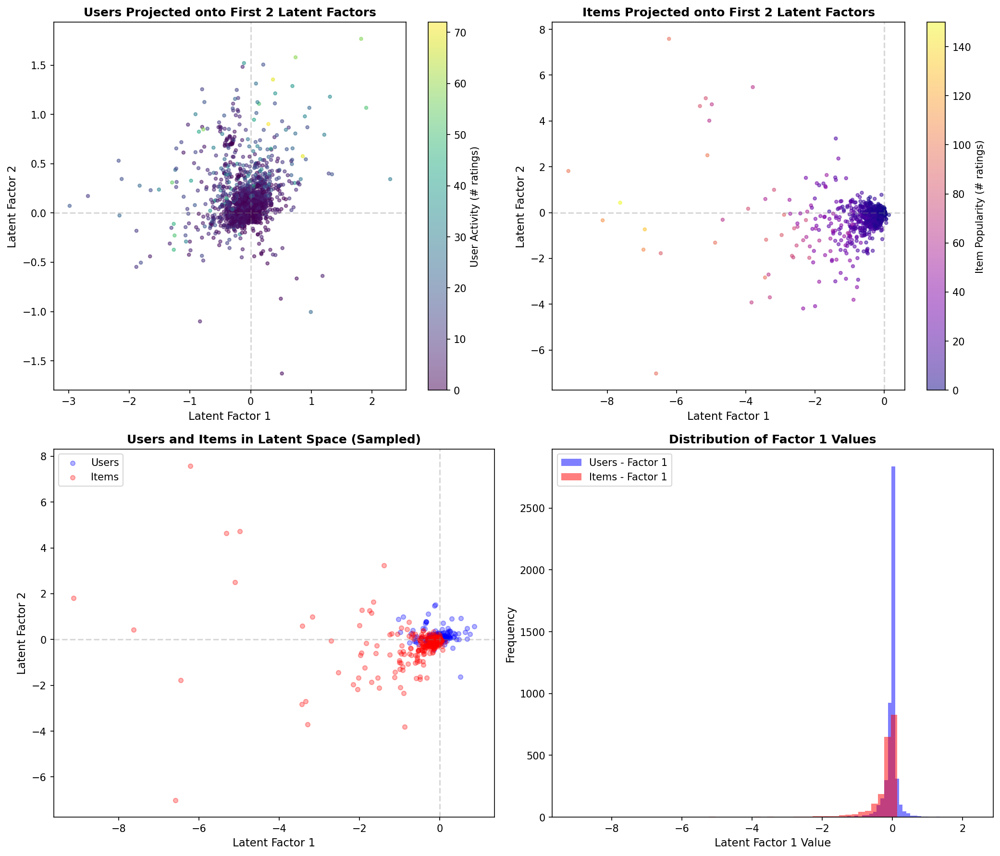 Users Projected onto First 2 Latent Factors
Latent Factor 2
1.5
1.0
0.5
0.0
−0.5
−1.0
−1.5
−3 −2 −1 0 1 2
Latent Factor 1
70
60
50
40
30
20
10
0
User Activity (# ratings)
Items Projected onto First 2 Latent Factors
Latent Factor 2
8
6
4
2
0
−2
−4
−6
−8 −6 −4 −2 0
Latent Factor 1
140
120
100
80
60
40
20
0
Item Popularity (# ratings)
Users and Items in Latent Space (Sampled)
Users
Items
Latent Factor 2
8
6
4
2
0
−2
−4
−6
−8 −6 −4 −2 0
Latent Factor 1
Distribution of Factor 1 Values
Users - Factor 1
Items - Factor 1
Frequency
2500
2000
1500
1000
500
0
−8 −6 −4 −2 0 2
Latent Factor 1 Value